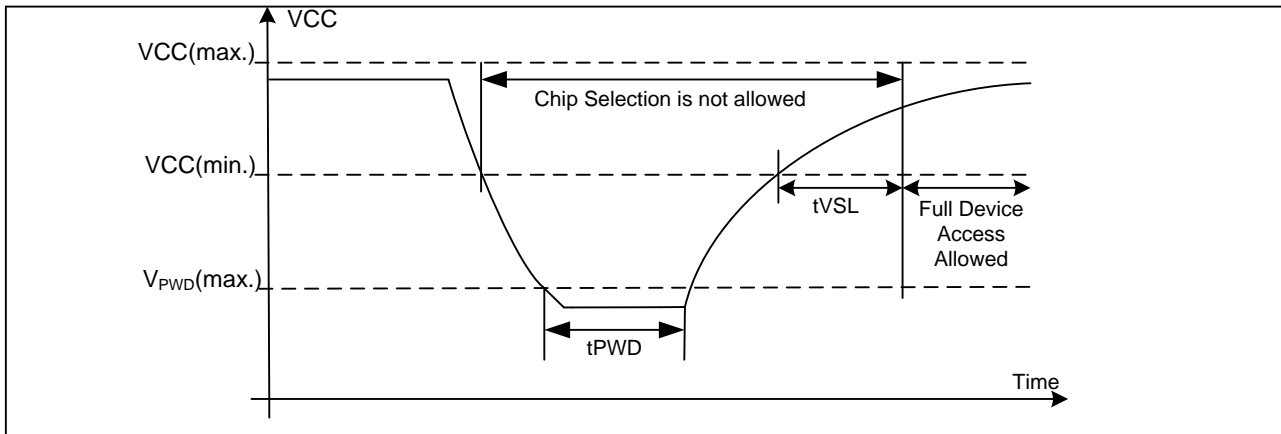 VCC
VCC(max.)
Chip Selection is not allowed
VCC(min.)
tVSL
Full Device
Access
Allowed
VPWD(max.)
tPWD
Time